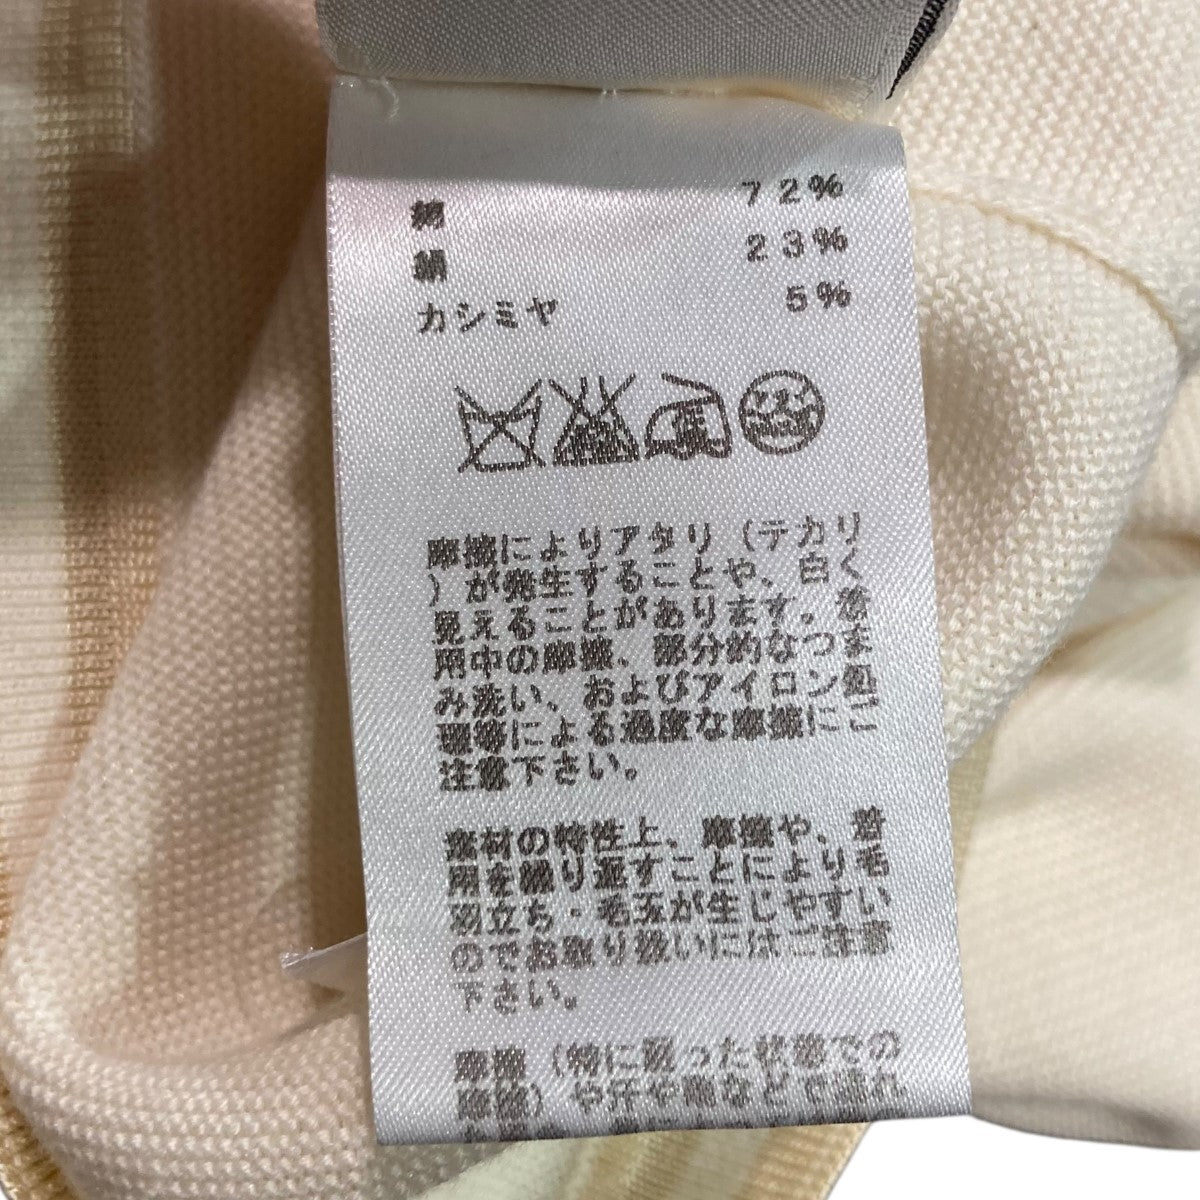 綿 72%
絹 23%
カシミヤ 5%
摩擦によりアタリ（テカリ
）が発生することや、白く
見えることがあります。着
用中の摩擦、部分的なつま
み洗い、およびアイロン処
理等による過度な摩擦にご
注意下さい。
素材の特性上、摩擦や、着
用を繰り返すことにより毛
羽立ち・毛玉が生じやすい
のでお取り扱いにはご注意
下さい。
摩擦（特に湿った状態での
摩擦）や汗や雨などで濡れ